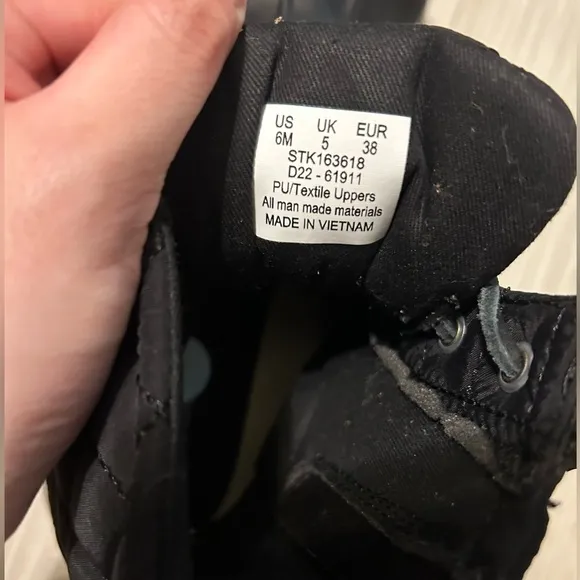 US UK EUR
6M 5 38
STK163618
D22 - 61911
PU/Textile Uppers
All man made materials
MADE IN VIETNAM